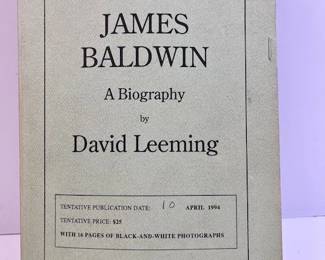 JAMES
BALDWIN
A Biography
by
David Leeming
TENTATIVE PUBLICATION DATE: 10 APRIL 1994
TENTATIVE PRICE: $25
WITH 16 PAGES OF BLACK-AND-WHITE PHOTOGRAPHS